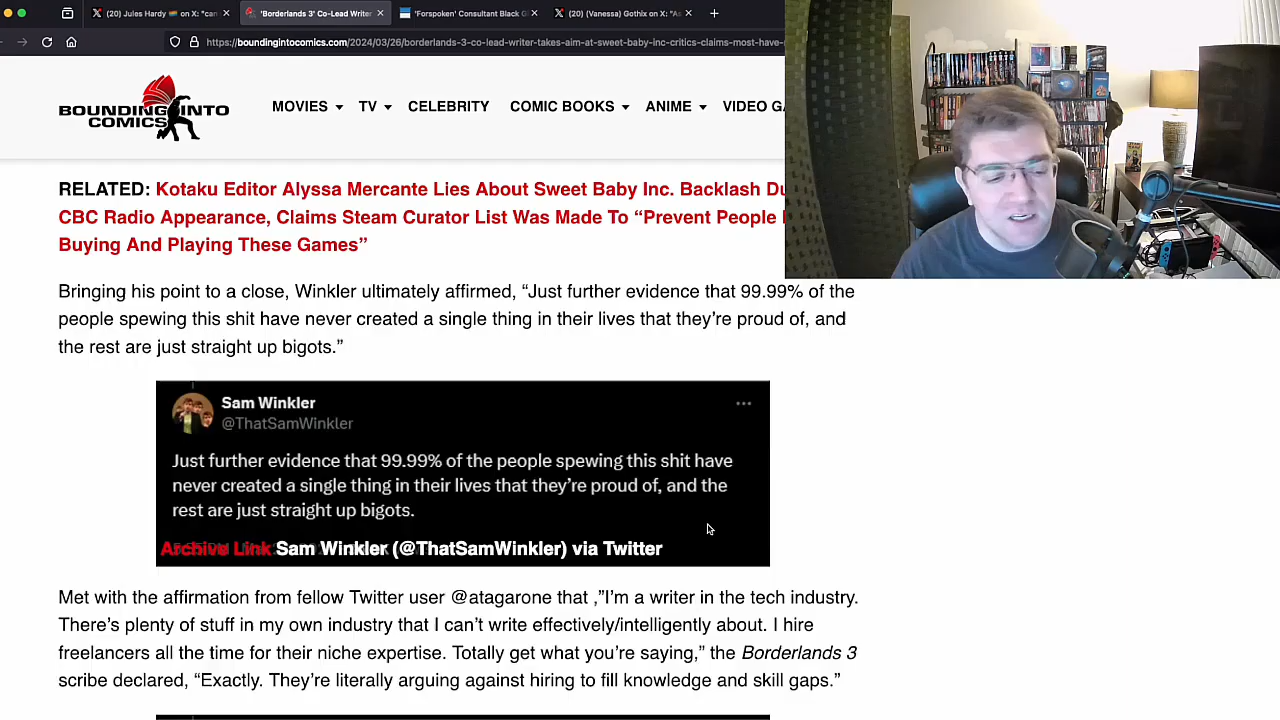 (20) Jules Hardy on X: "can
'Borderlands 3' Co-Lead Writer
'Forspoken' Consultant Black G
(20) (Vanessa) Gothix on X: "As
https://boundingintocomics.com/2024/03/26/borderlands-3-co-lead-writer-takes-aim-at-sweet-baby-inc-critics-claims-most-have-
BOUNDING INTO
COMICS
MOVIES TV CELEBRITY COMIC BOOKS ANIME VIDEO GA
RELATED: Kotaku Editor Alyssa Mercante Lies About Sweet Baby Inc. Backlash Du
CBC Radio Appearance, Claims Steam Curator List Was Made To “Prevent People
Buying And Playing These Games”
Bringing his point to a close, Winkler ultimately affirmed, “Just further evidence that 99.99% of the
people spewing this shit have never created a single thing in their lives that they’re proud of, and
the rest are just straight up bigots.”
Sam Winkler
@ThatSamWinkler
Just further evidence that 99.99% of the people spewing this shit have
never created a single thing in their lives that they're proud of, and the
rest are just straight up bigots.
Archive Link Sam Winkler (@ThatSamWinkler) via Twitter
Met with the affirmation from fellow Twitter user @atagarone that ,”I’m a writer in the tech industry.
There’s plenty of stuff in my own industry that I can’t write effectively/intelligently about. I hire
freelancers all the time for their niche expertise. Totally get what you’re saying,” the Borderlands 3
scribe declared, “Exactly. They’re literally arguing against hiring to fill knowledge and skill gaps.”